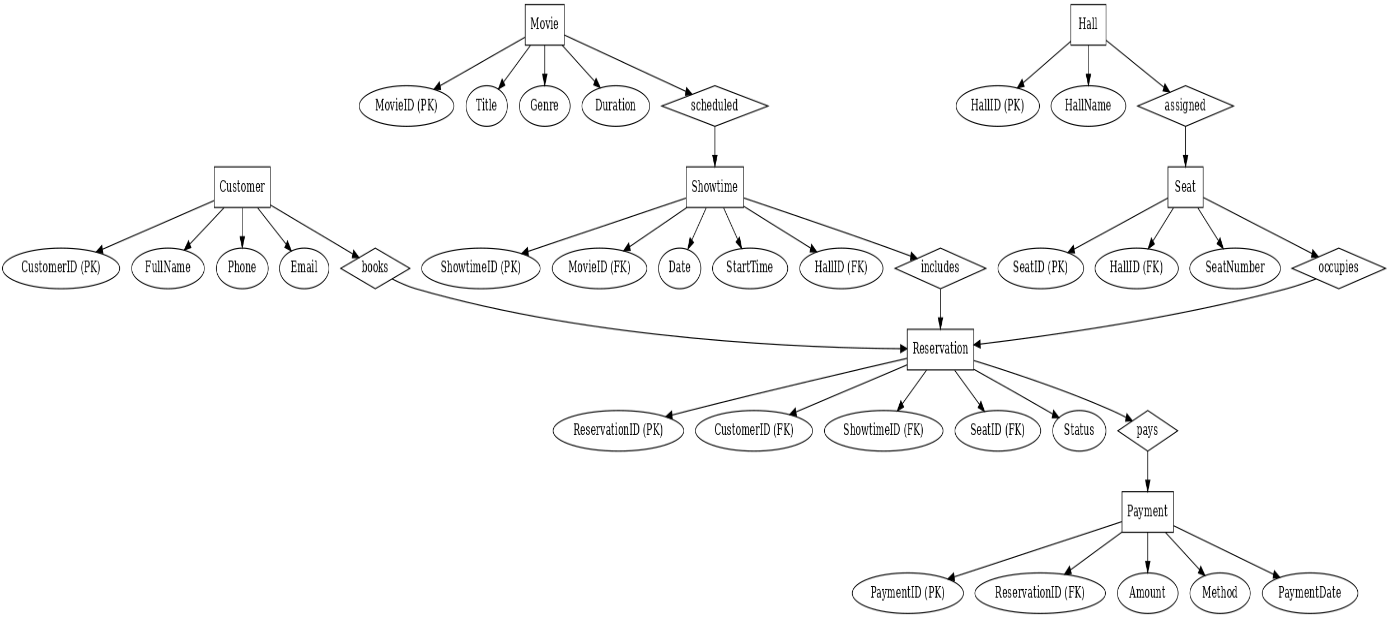 Movie
Hall
MovieID (PK)
Title
Genre
Duration
scheduled
HallID (PK)
HallName
assigned
Customer
Showtime
Seat
CustomerID (PK)
FullName
Phone
Email
books
ShowtimeID (PK)
MovieID (FK)
Date
StartTime
HallID (FK)
includes
SeatID (PK)
HallID (FK)
SeatNumber
occupies
Reservation
ReservationID (PK)
CustomerID (FK)
ShowtimeID (FK)
SeatID (FK)
Status
pays
Payment
PaymentID (PK)
ReservationID (FK)
Amount
Method
PaymentDate